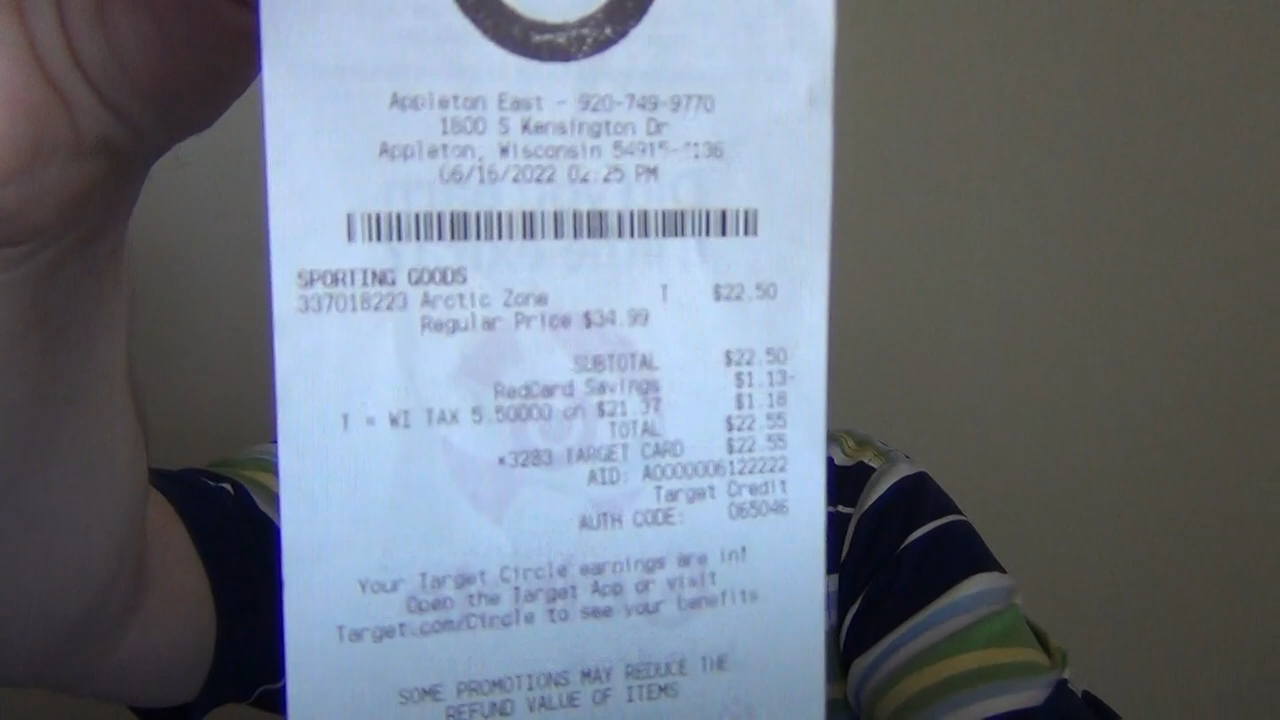 Appleton East - 920-749-9770
1800 S Kensington Dr
Appleton, Wisconsin
06/16/2022 02:25 PM
SPORTING GOODS
337018223 Arctic Zone T $22.50
Regular Price $34.99
SUBTOTAL $22.50
RedCard Savings $1.13-
T = WI TAX 5.50000 on $21.37 $1.18
TOTAL $22.55
*3283 TARGET CARD $22.55
AID: A0000006122222
Target Credit
AUTH CODE: 065046
Your Target Circle earnings are in!
Open the Target App or visit
Target.com/Circle to see your benefits
SOME PROMOTIONS MAY REDUCE THE
REFUND VALUE OF ITEMS